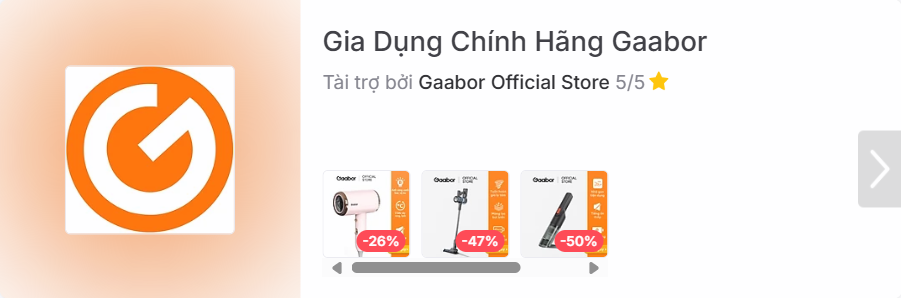 Gia Dụng Chính Hãng Gaabor
Tài trợ bởi Gaabor Official Store 5/5
Gaabor OFFICIAL STORE
Gaabor OFFICIAL STORE
Gaabor OFFICIAL STORE
-26%
-47%
-50%